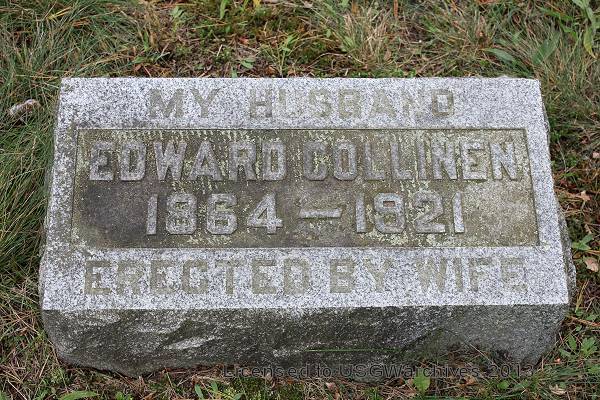 MY HUSBAND
EDWARD COLLINEN
1864 — 1921
ERECTED BY WIFE
Licensed to USGWarchives 2013